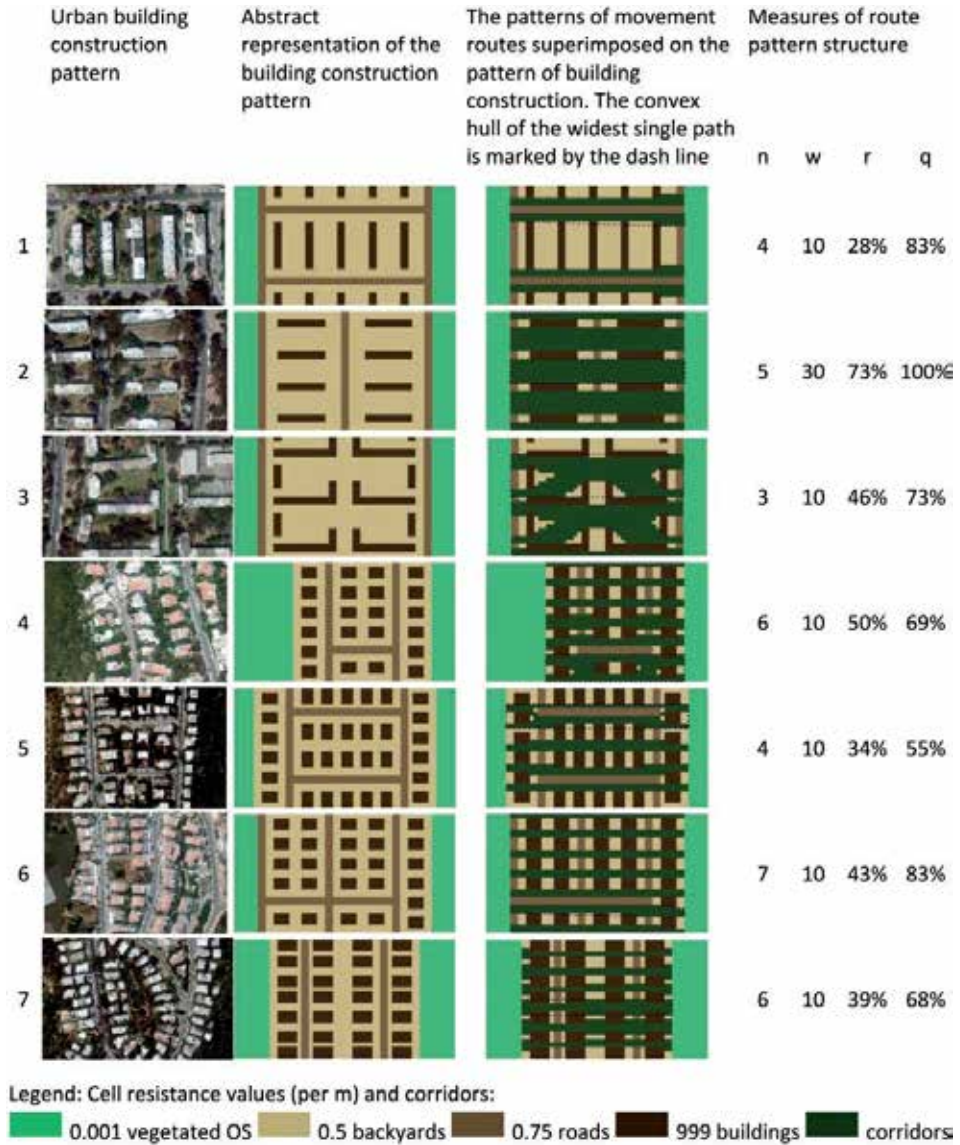 Urban building
construction
pattern
Abstract
representation of the
building construction
pattern
The patterns of movement
routes superimposed on the
pattern of building
construction. The convex
hull of the widest single path
is marked by the dash line
Measures of route
pattern structure
n w r q
1 4 10 28% 83%
2 5 30 73% 100%
3 3 10 46% 73%
4 6 10 50% 69%
5 4 10 34% 55%
6 7 10 43% 83%
7 6 10 39% 68%
Legend: Cell resistance values (per m) and corridors:
0.001 vegetated OS 0.5 backyards 0.75 roads 999 buildings corridors